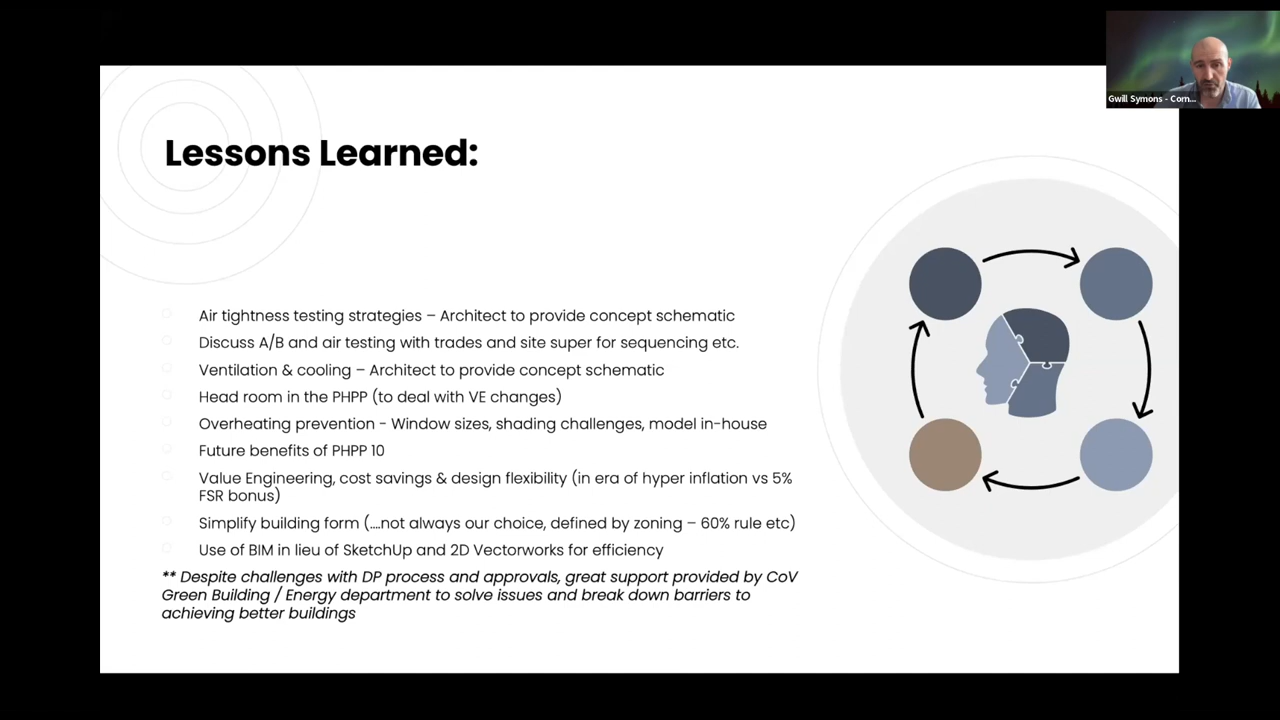 Gwill Symons - Corn...
Lessons Learned:
Air tightness testing strategies – Architect to provide concept schematic
Discuss A/B and air testing with trades and site super for sequencing etc.
Ventilation & cooling – Architect to provide concept schematic
Head room in the PHPP (to deal with VE changes)
Overheating prevention - Window sizes, shading challenges, model in-house
Future benefits of PHPP 10
Value Engineering, cost savings & design flexibility (in era of hyper inflation vs 5%
FSR bonus)
Simplify building form (....not always our choice, defined by zoning – 60% rule etc)
Use of BIM in lieu of SketchUp and 2D Vectorworks for efficiency
** Despite challenges with DP process and approvals, great support provided by CoV
Green Building / Energy department to solve issues and break down barriers to
achieving better buildings